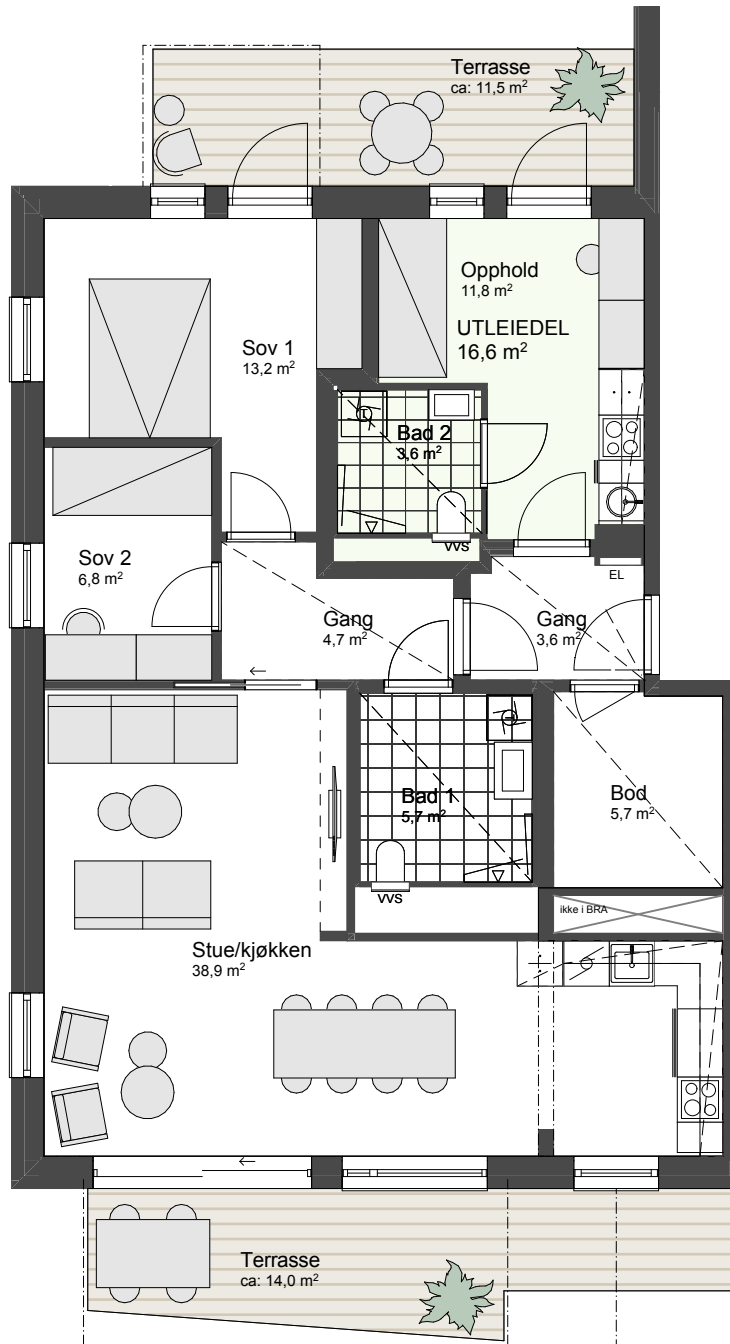 Terrasse
ca: 11,5 m²
Opphold
11,8 m²
UTLEIEDEL
16,6 m²
Sov 1
13,2 m²
Bad 2
3,6 m²
VVS
Sov 2
6,8 m²
EL
Gang
4,7 m²
Gang
3,6 m²
Bad 1
5,7 m²
Bod
5,7 m²
VVS
ikke i BRA
Stue/kjøkken
38,9 m²
Terrasse
ca: 14,0 m²